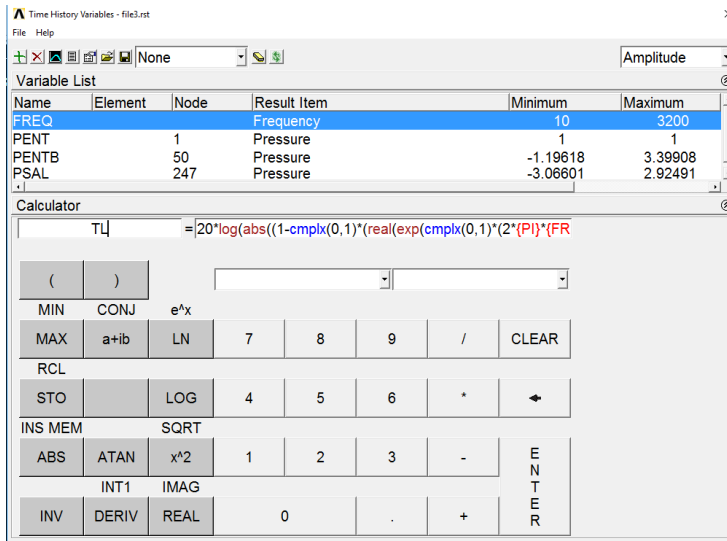 Time History Variables - file3.rst
File Help
None Amplitude
Variable List
Name Element Node Result Item Minimum Maximum
FREQ Frequency 10 3200
PENT 1 Pressure 1 1
PENTB 50 Pressure -1.19618 3.39908
PSAL 247 Pressure -3.06601 2.92491
Calculator
TL = 20*log(abs((1-cmplx(0,1)*(real(exp(cmplx(0,1)*(2*{PI}*{FR
( )
MIN CONJ e^x
MAX a+ib LN 7 8 9 / CLEAR
RCL
STO LOG 4 5 6 *
INS MEM SQRT
ABS ATAN x^2 1 2 3 - ENTER
INT1 IMAG
INV DERIV REAL 0 . +